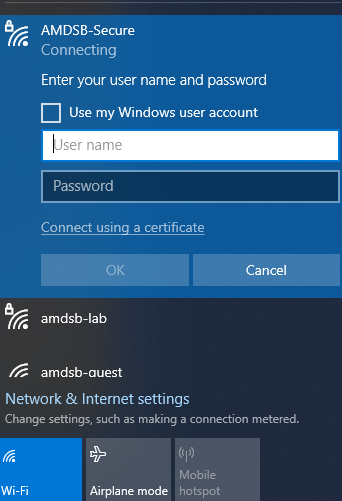 AMDSB-Secure
Connecting
Enter your user name and password
Use my Windows user account
User name
Password
Connect using a certificate
OK
Cancel
amdsb-lab
amdsb-guest
Network & Internet settings
Change settings, such as making a connection metered.
Wi-Fi
Airplane mode
Mobile
hotspot